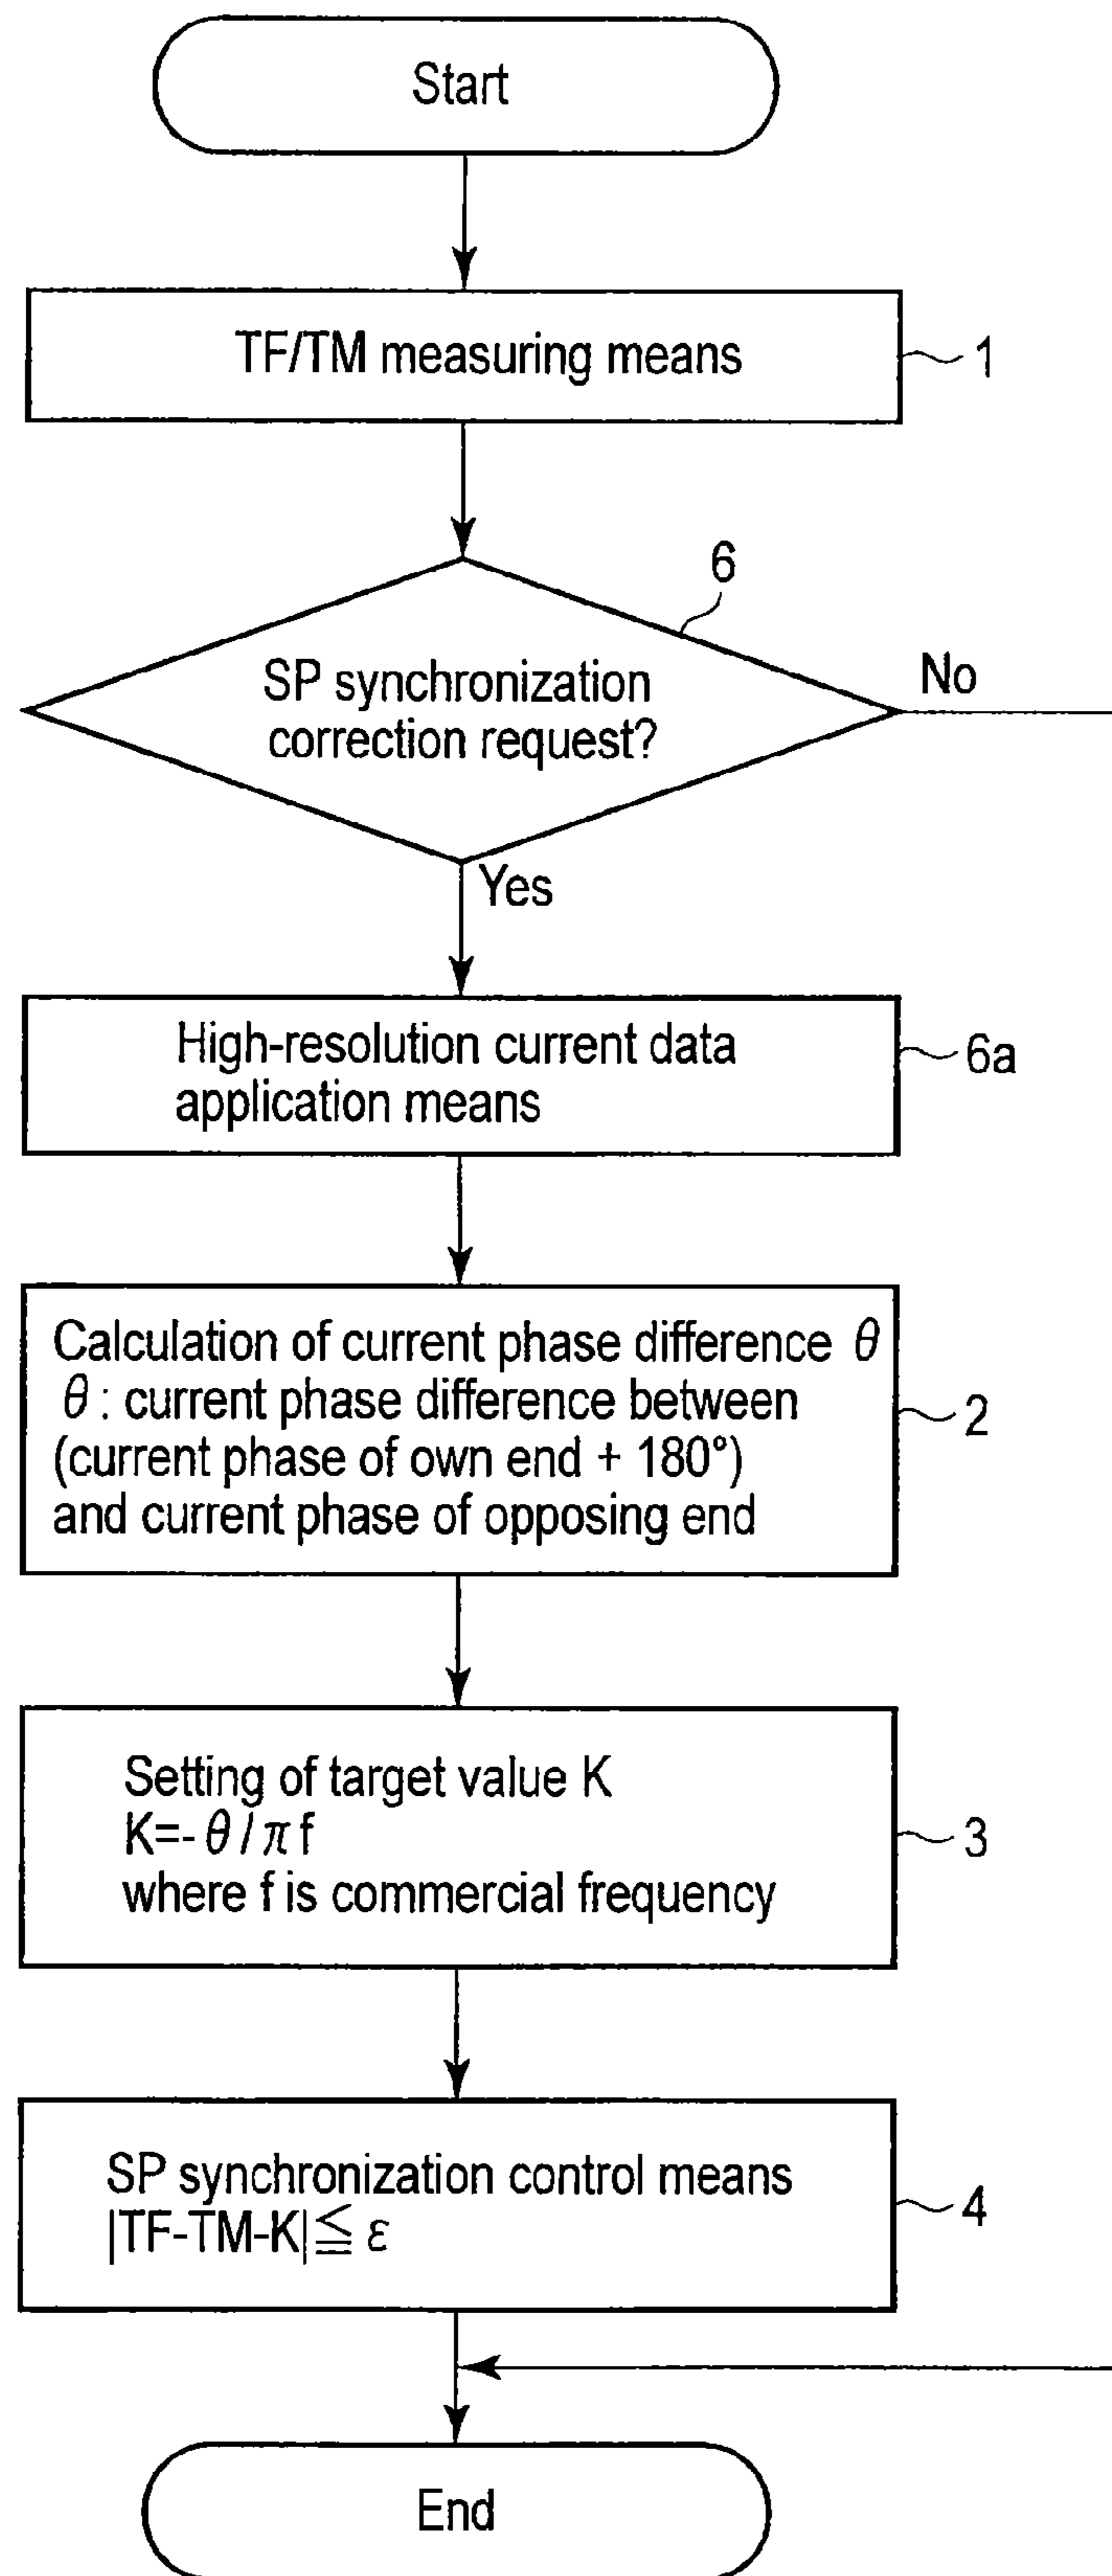 Start
TF/TM measuring means
1
6
SP synchronization
correction request?
No
Yes
High-resolution current data
application means
6a
Calculation of current phase difference θ
θ : current phase difference between
(current phase of own end + 180°)
and current phase of opposing end
2
Setting of target value K
K=- θ / π f
where f is commercial frequency
3
SP synchronization control means
|TF-TM-K|≦ ε
4
End